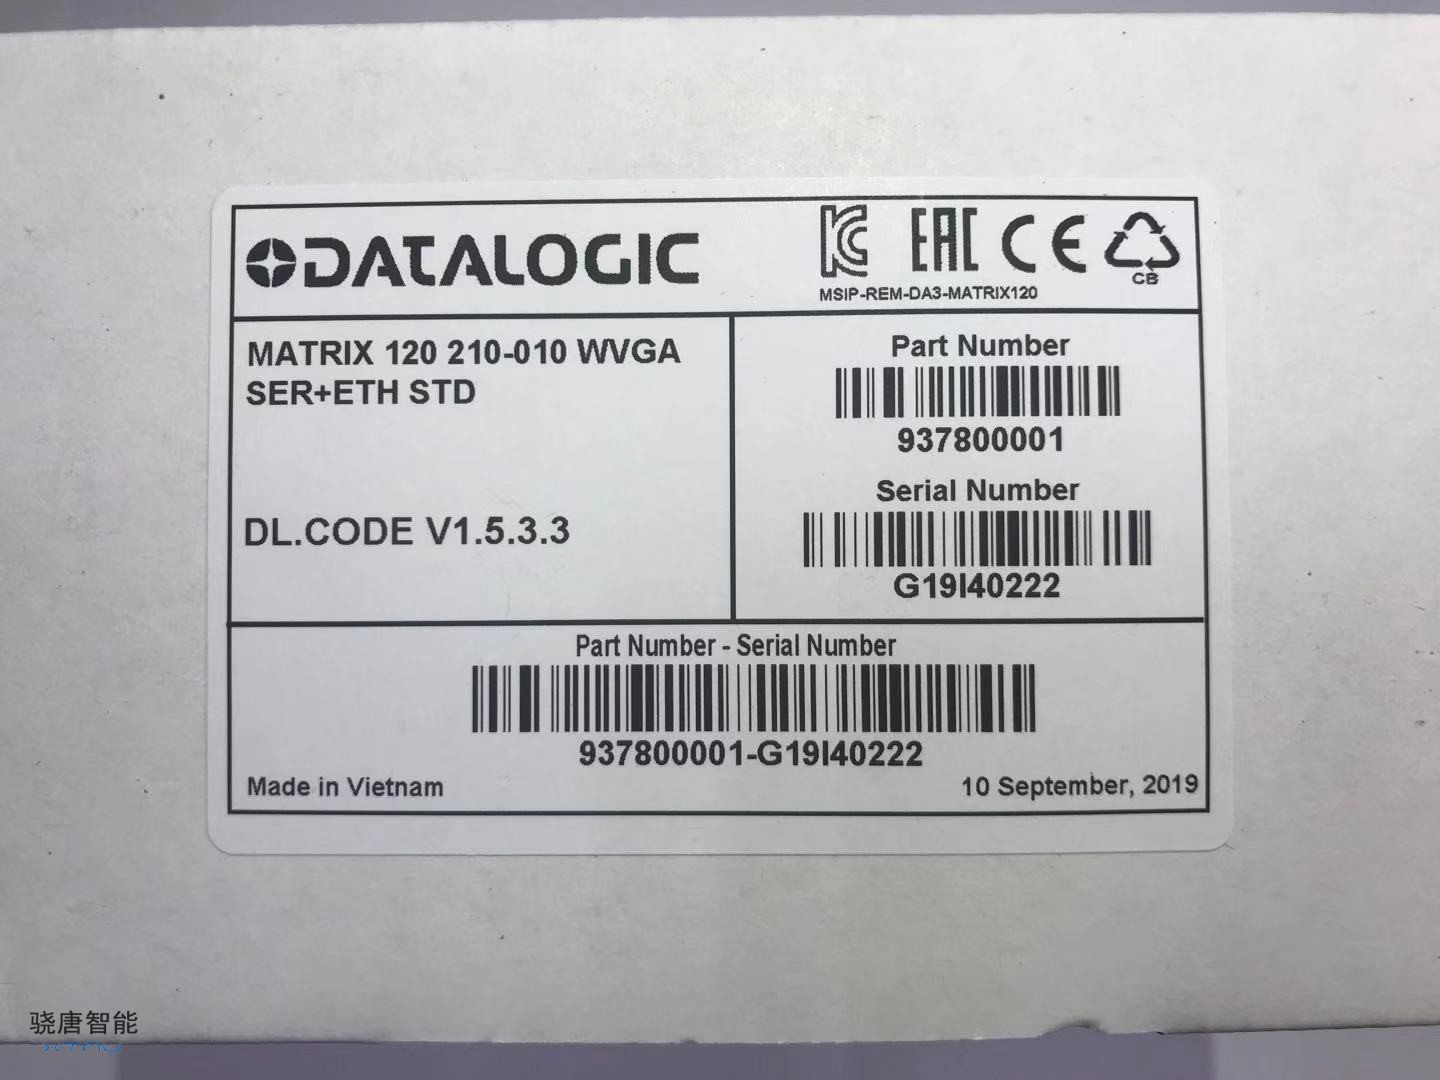 DATALOGIC
EAC CE
CB
MSIP-REM-DA3-MATRIX120
MATRIX 120 210-010 WVGA
SER+ETH STD
DL.CODE V1.5.3.3
Part Number
937800001
Serial Number
G19I40222
Part Number - Serial Number
937800001-G19I40222
Made in Vietnam
10 September, 2019
骁唐智能